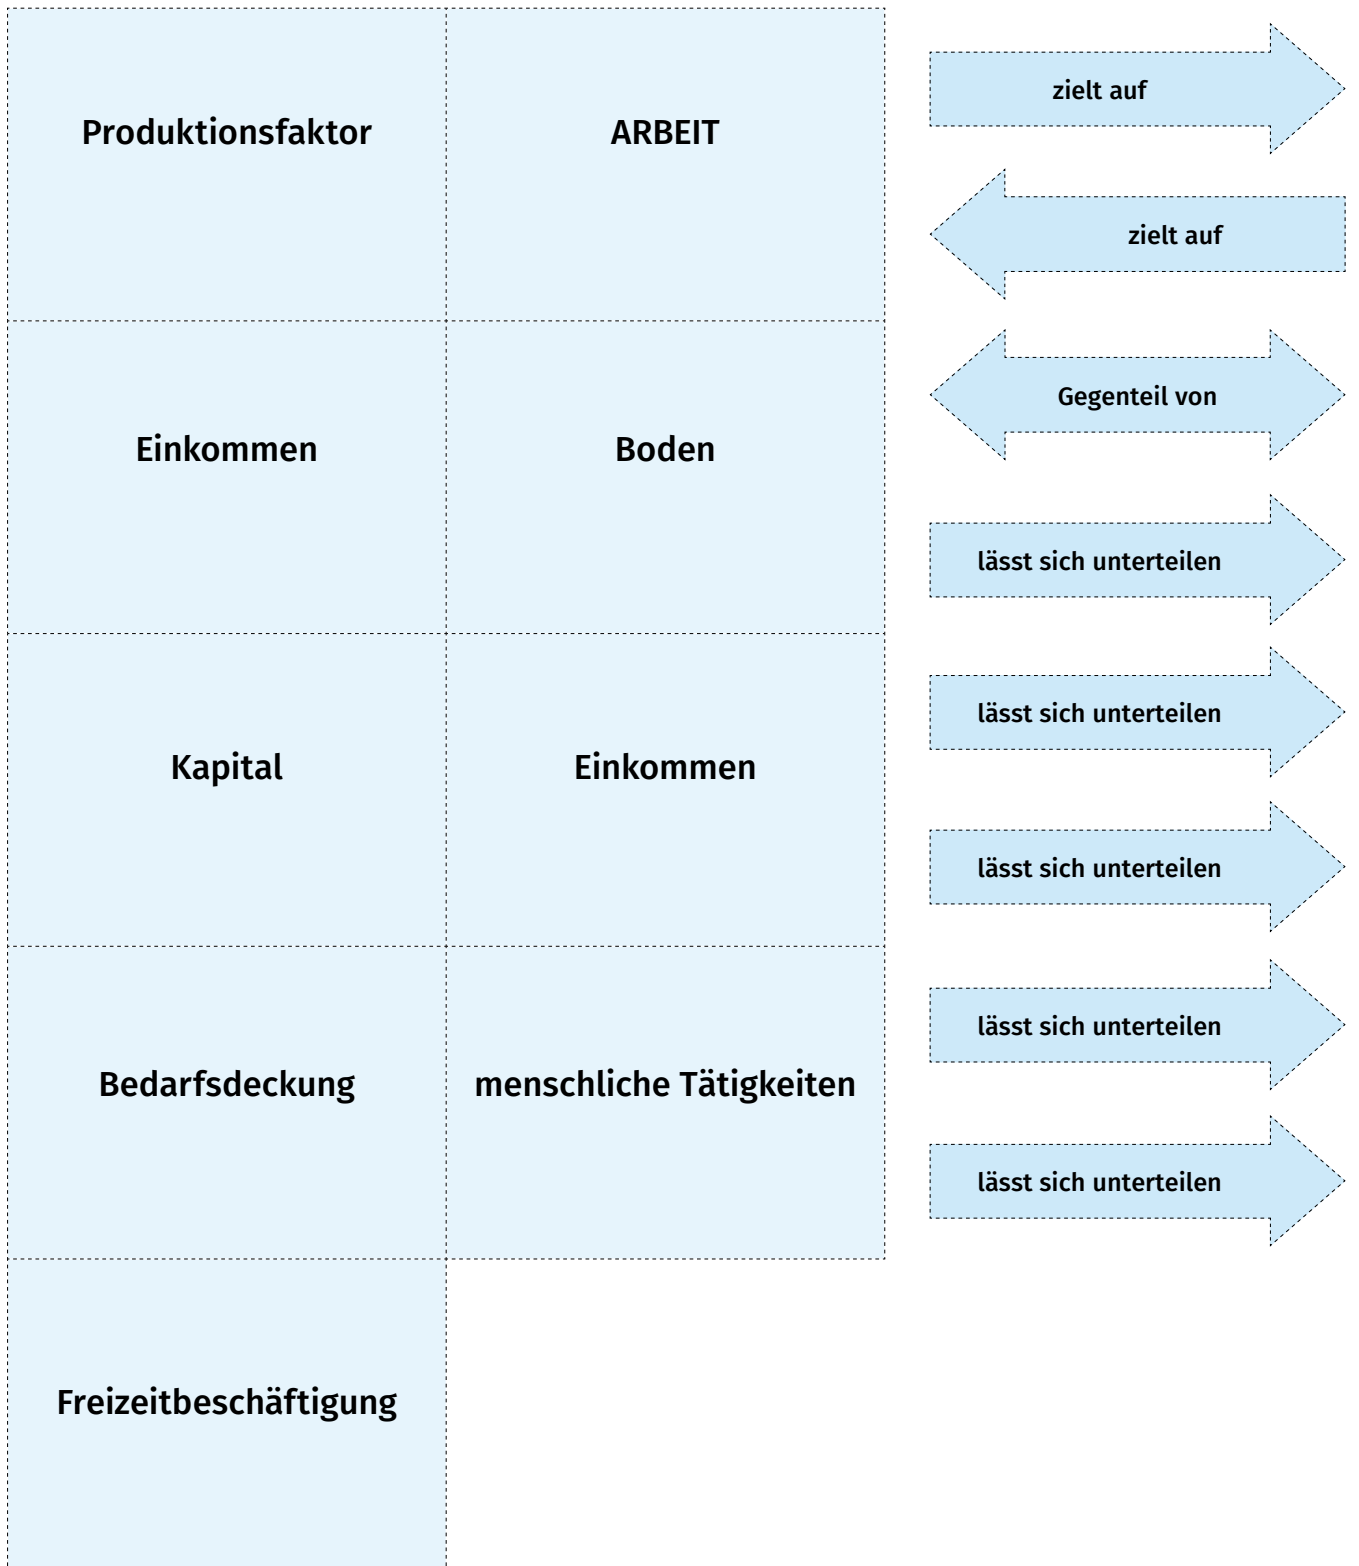 Produktionsfaktor
ARBEIT
Einkommen
Boden
Kapital
Einkommen
Bedarfsdeckung
menschliche Tätigkeiten
Freizeitbeschäftigung
zielt auf
zielt auf
Gegenteil von
lässt sich unterteilen
lässt sich unterteilen
lässt sich unterteilen
lässt sich unterteilen
lässt sich unterteilen